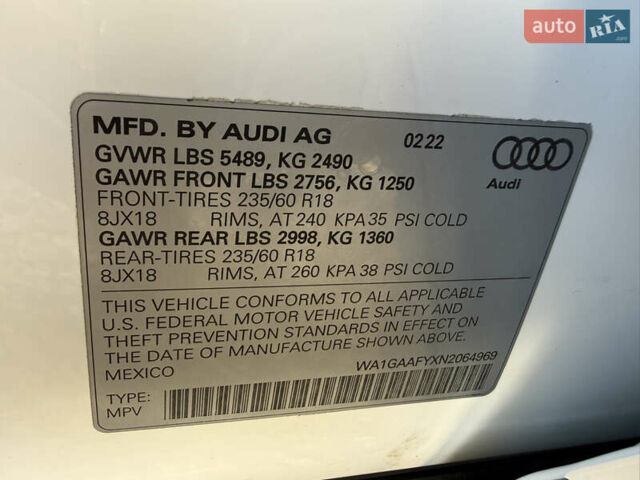 auto RIA .com
MFD. BY AUDI AG 02 22
GVWR LBS 5489, KG 2490
GAWR FRONT LBS 2756, KG 1250 Audi
FRONT-TIRES 235/60 R18
8JX18 RIMS, AT 240 KPA 35 PSI COLD
GAWR REAR LBS 2998, KG 1360
REAR-TIRES 235/60 R18
8JX18 RIMS, AT 260 KPA 38 PSI COLD
THIS VEHICLE CONFORMS TO ALL APPLICABLE
U.S. FEDERAL MOTOR VEHICLE SAFETY AND
THEFT PREVENTION STANDARDS IN EFFECT ON
THE DATE OF MANUFACTURE SHOWN ABOVE.
MEXICO WA1GAAFYXN2064969
TYPE:
MPV